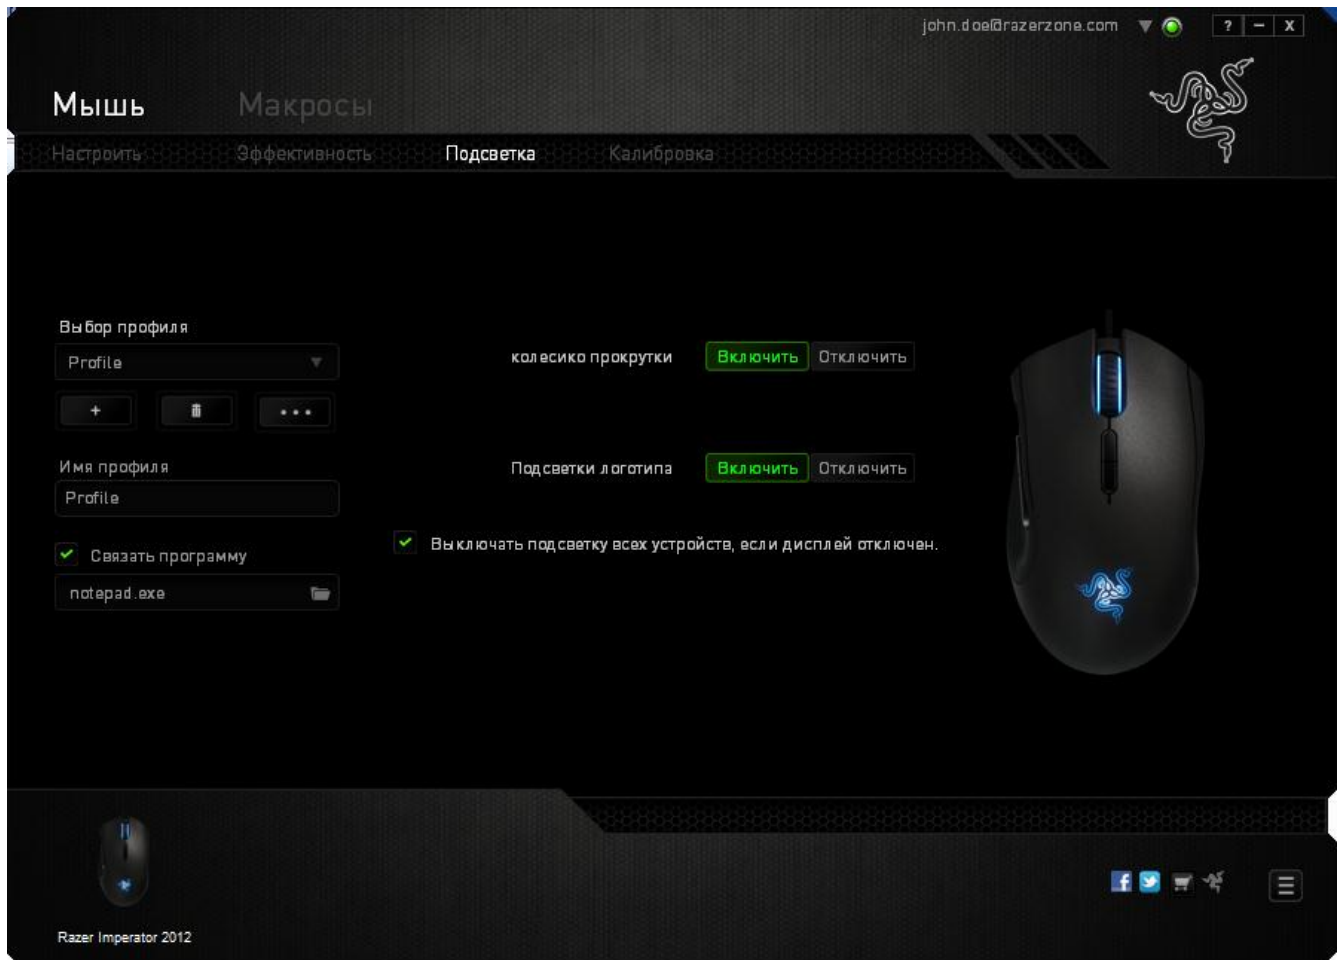 john.doe@razerzone.com
? – X
Мышь Макросы
Настроить Эффективность Подсветка Калибровка
Выбор профиля
Profile
+ ...
Имя профиля
Profile
Связать программу
notepad.exe
колесико прокрутки Включить Отключить
Подсветки логотипа Включить Отключить
Выключать подсветку всех устройств, если дисплей отключен.
Razer Imperator 2012